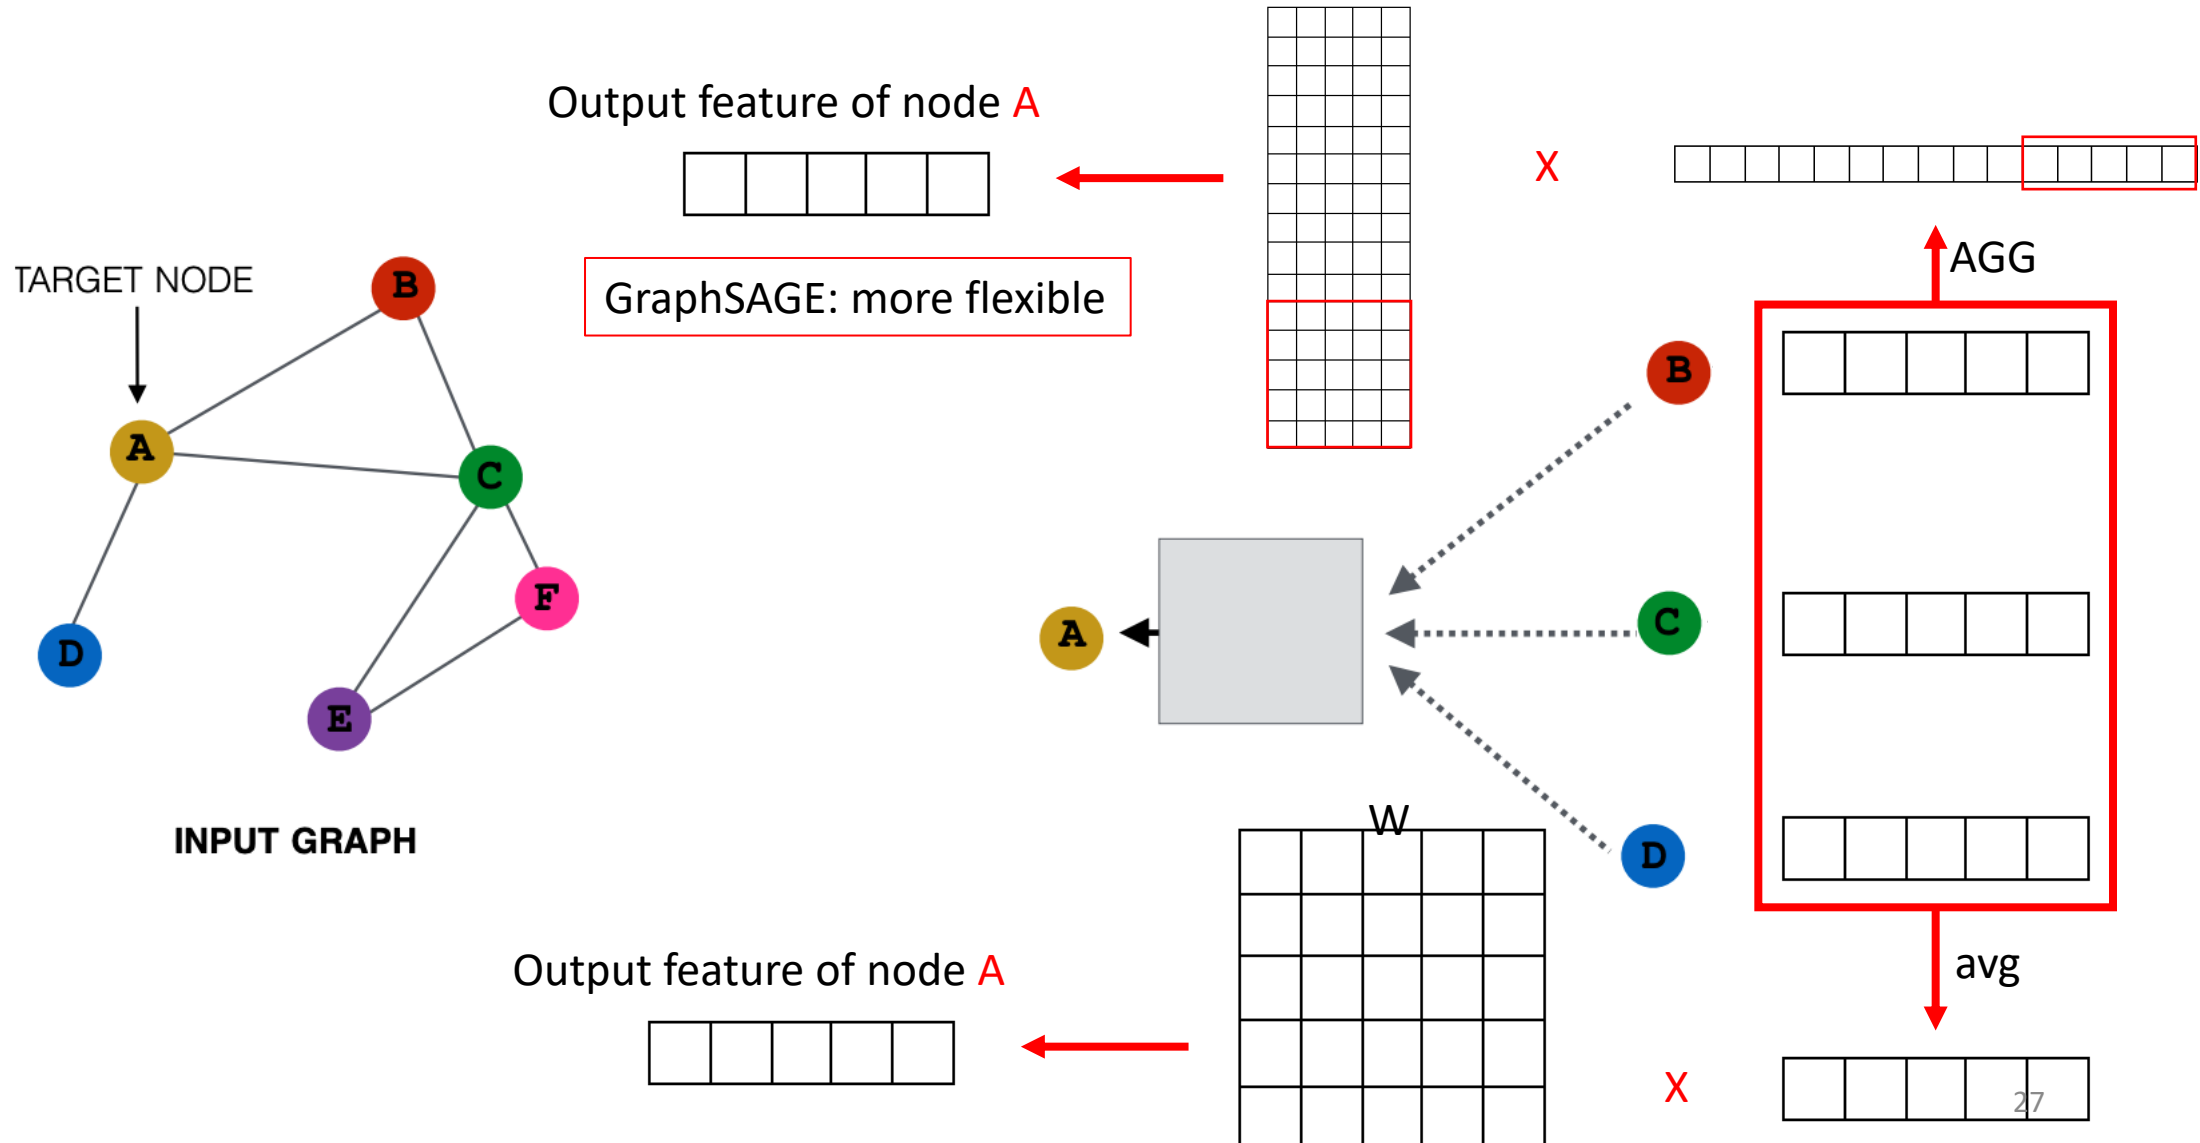 Output feature of node A
X
AGG
GraphSAGE: more flexible
TARGET NODE
B
A
C
D
F
E
INPUT GRAPH
B
C
A
D
W
Output feature of node A
avg
X
27